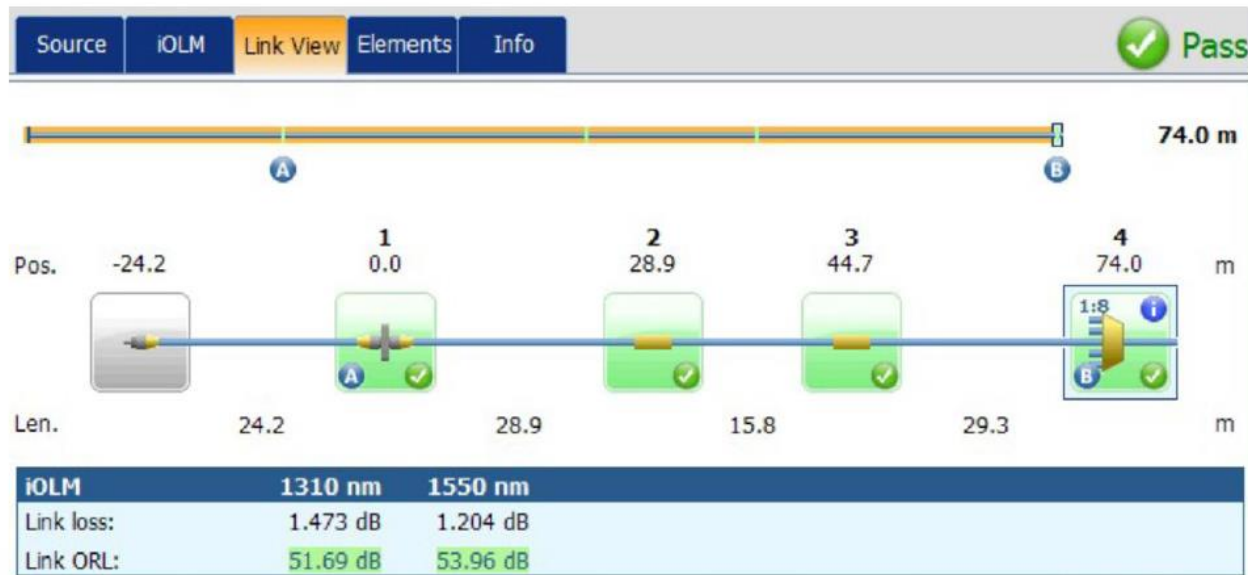 Source iOLM Link View Elements Info Pass
74.0 m
A B
1 2 3 4
Pos. -24.2 0.0 28.9 44.7 74.0 m
1:8 i
A B
Len. 24.2 28.9 15.8 29.3 m
iOLM 1310 nm 1550 nm
Link loss: 1.473 dB 1.204 dB
Link ORL: 51.69 dB 53.96 dB